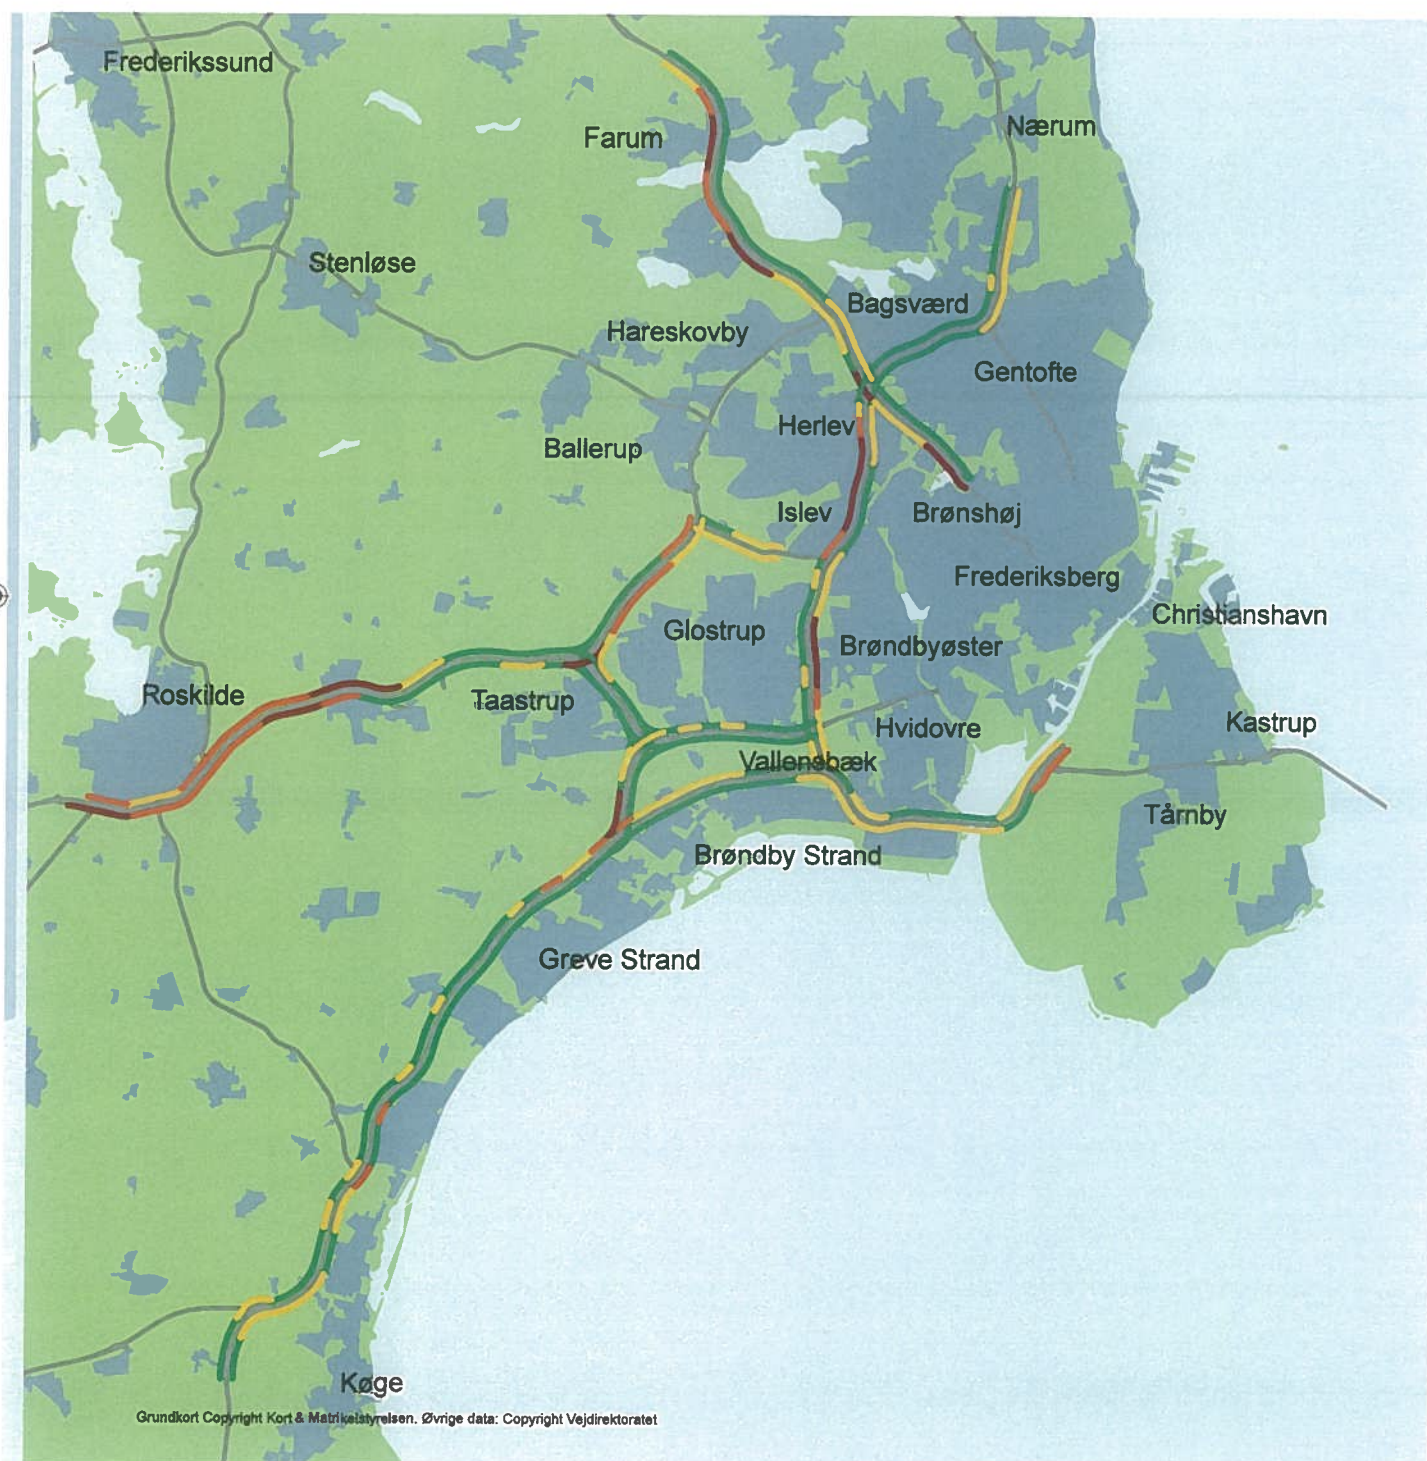 Frederikssund
Farum
Nærum
Stenløse
Bagsværd
Hareskovby
Gentofte
Herlev
Ballerup
Islev
Brønshøj
Frederiksberg
Christianshavn
Glostrup
Brøndbyøster
Roskilde
Taastrup
Hvidovre
Kastrup
Vallensbæk
Tårnby
Brøndby Strand
Greve Strand
Køge
Grundkort Copyright Kort & Matrikelstyrelsen. Øvrige data: Copyright Vejdirektoratet